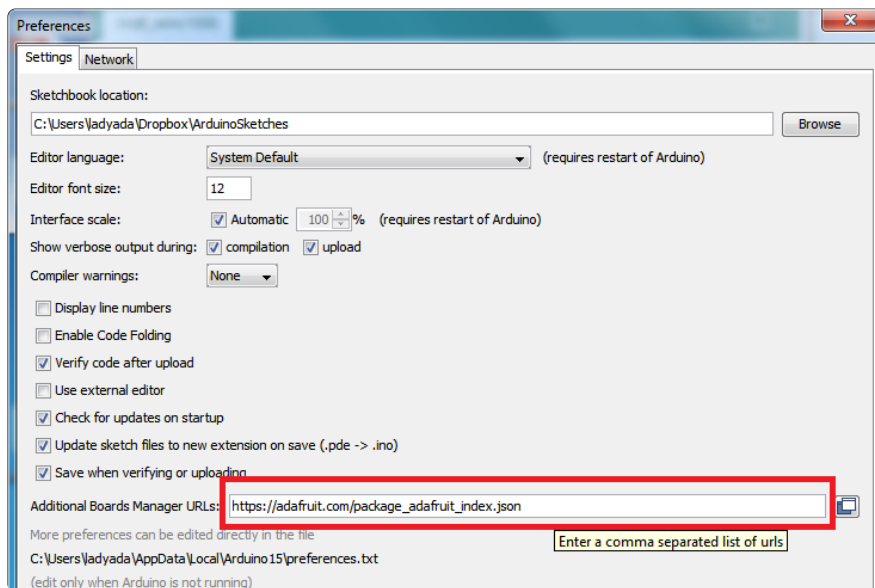 Preferences
Settings Network
Sketchbook location:
C:\Users\ladyada\Dropbox\ArduinoSketches Browse
Editor language: System Default (requires restart of Arduino)
Editor font size: 12
Interface scale: Automatic 100 % (requires restart of Arduino)
Show verbose output during: compilation upload
Compiler warnings: None
Display line numbers
Enable Code Folding
Verify code after upload
Use external editor
Check for updates on startup
Update sketch files to new extension on save (.pde -> .ino)
Save when verifying or uploading
Additional Boards Manager URLs: https://adafruit.com/package_adafruit_index.json
More preferences can be edited directly in the file
Enter a comma separated list of urls
C:\Users\ladyada\AppData\Local\Arduino15\preferences.txt
(edit only when Arduino is not running)